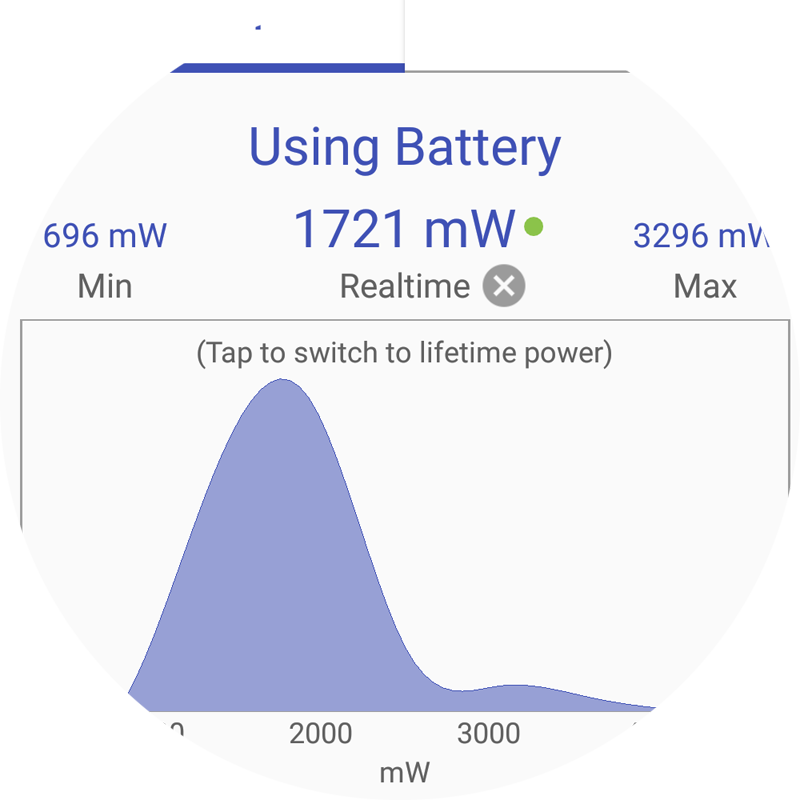 Using Battery
696 mW 1721 mW 3296 mW
Min Realtime Max
(Tap to switch to lifetime power)
2000 3000
mW